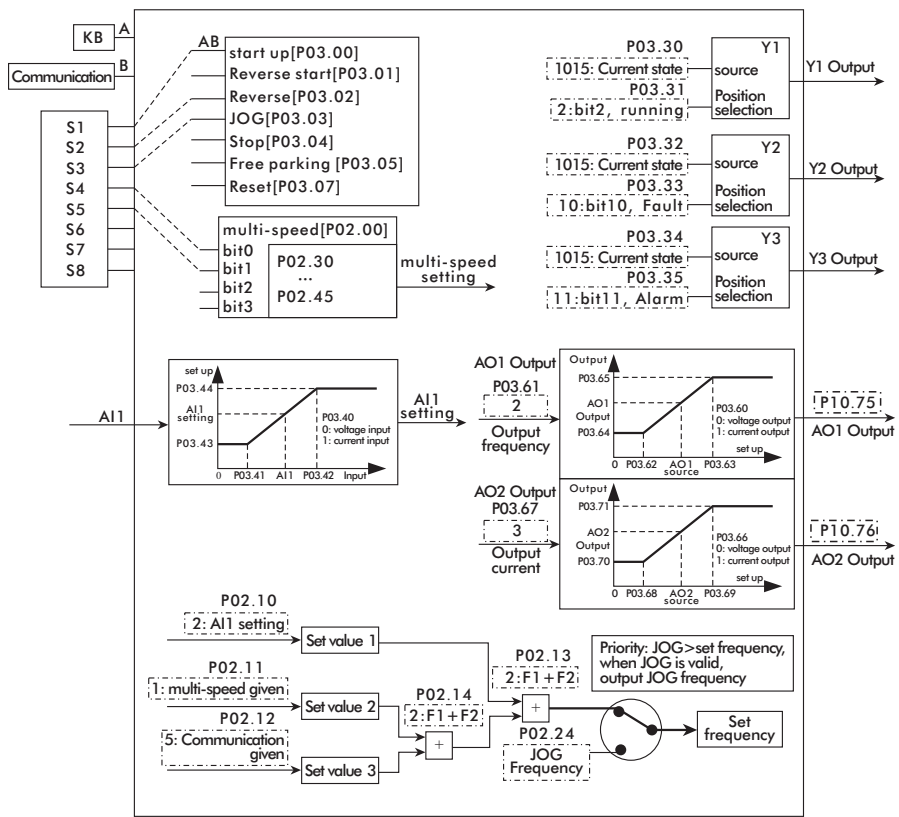 KB
A
Communication
B
S1
S2
S3
S4
S5
S6
S7
S8
AB
start up[P03.00]
Reverse start[P03.01]
Reverse[P03.02]
JOG[P03.03]
Stop[P03.04]
Free parking [P03.05]
Reset[P03.07]
multi-speed[P02.00]
bit0
bit1
bit2
bit3
P02.30
...
P02.45
multi-speed
setting
P03.30
1015: Current state
P03.31
2:bit2, running
Y1
source
Position
selection
Y1 Output
P03.32
1015: Current state
P03.33
10:bit10, Fault
Y2
source
Position
selection
Y2 Output
P03.34
1015: Current state
P03.35
11:bit11, Alarm
Y3
source
Position
selection
Y3 Output
AI1
set up
P03.44
AI1
setting
P03.43
P03.40
0: voltage input
1: current input
0
P03.41
AI1
P03.42
Input
AI1
setting
AO1 Output
P03.61
2
Output
frequency
Output
P03.65
AO1
Output
P03.64
P03.60
0: voltage output
1: current output
set up
0
P03.62
AO1
source
P03.63
P10.75
AO1 Output
AO2 Output
P03.67
3
Output
current
Output
P03.71
AO2
Output
P03.70
P03.66
0: voltage output
1: current output
set up
0
P03.68
AO2
source
P03.69
P10.76
AO2 Output
P02.10
2: AI1 setting
Set value 1
P02.11
1: multi-speed given
Set value 2
P02.12
5: Communication
given
Set value 3
P02.14
2:F1+F2
+
P02.13
2:F1+F2
+
P02.24
JOG
Frequency
Priority: JOG>set frequency,
when JOG is valid,
output JOG frequency
Set
frequency